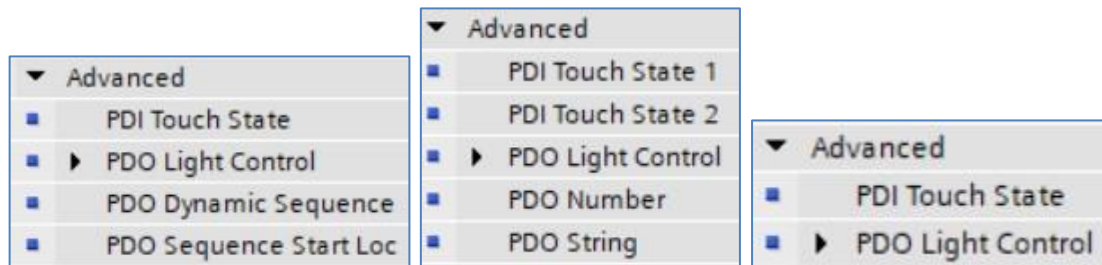 Advanced
PDI Touch State
PDO Light Control
PDO Dynamic Sequence
PDO Sequence Start Loc
Advanced
PDI Touch State 1
PDI Touch State 2
PDO Light Control
PDO Number
PDO String
Advanced
PDI Touch State
PDO Light Control